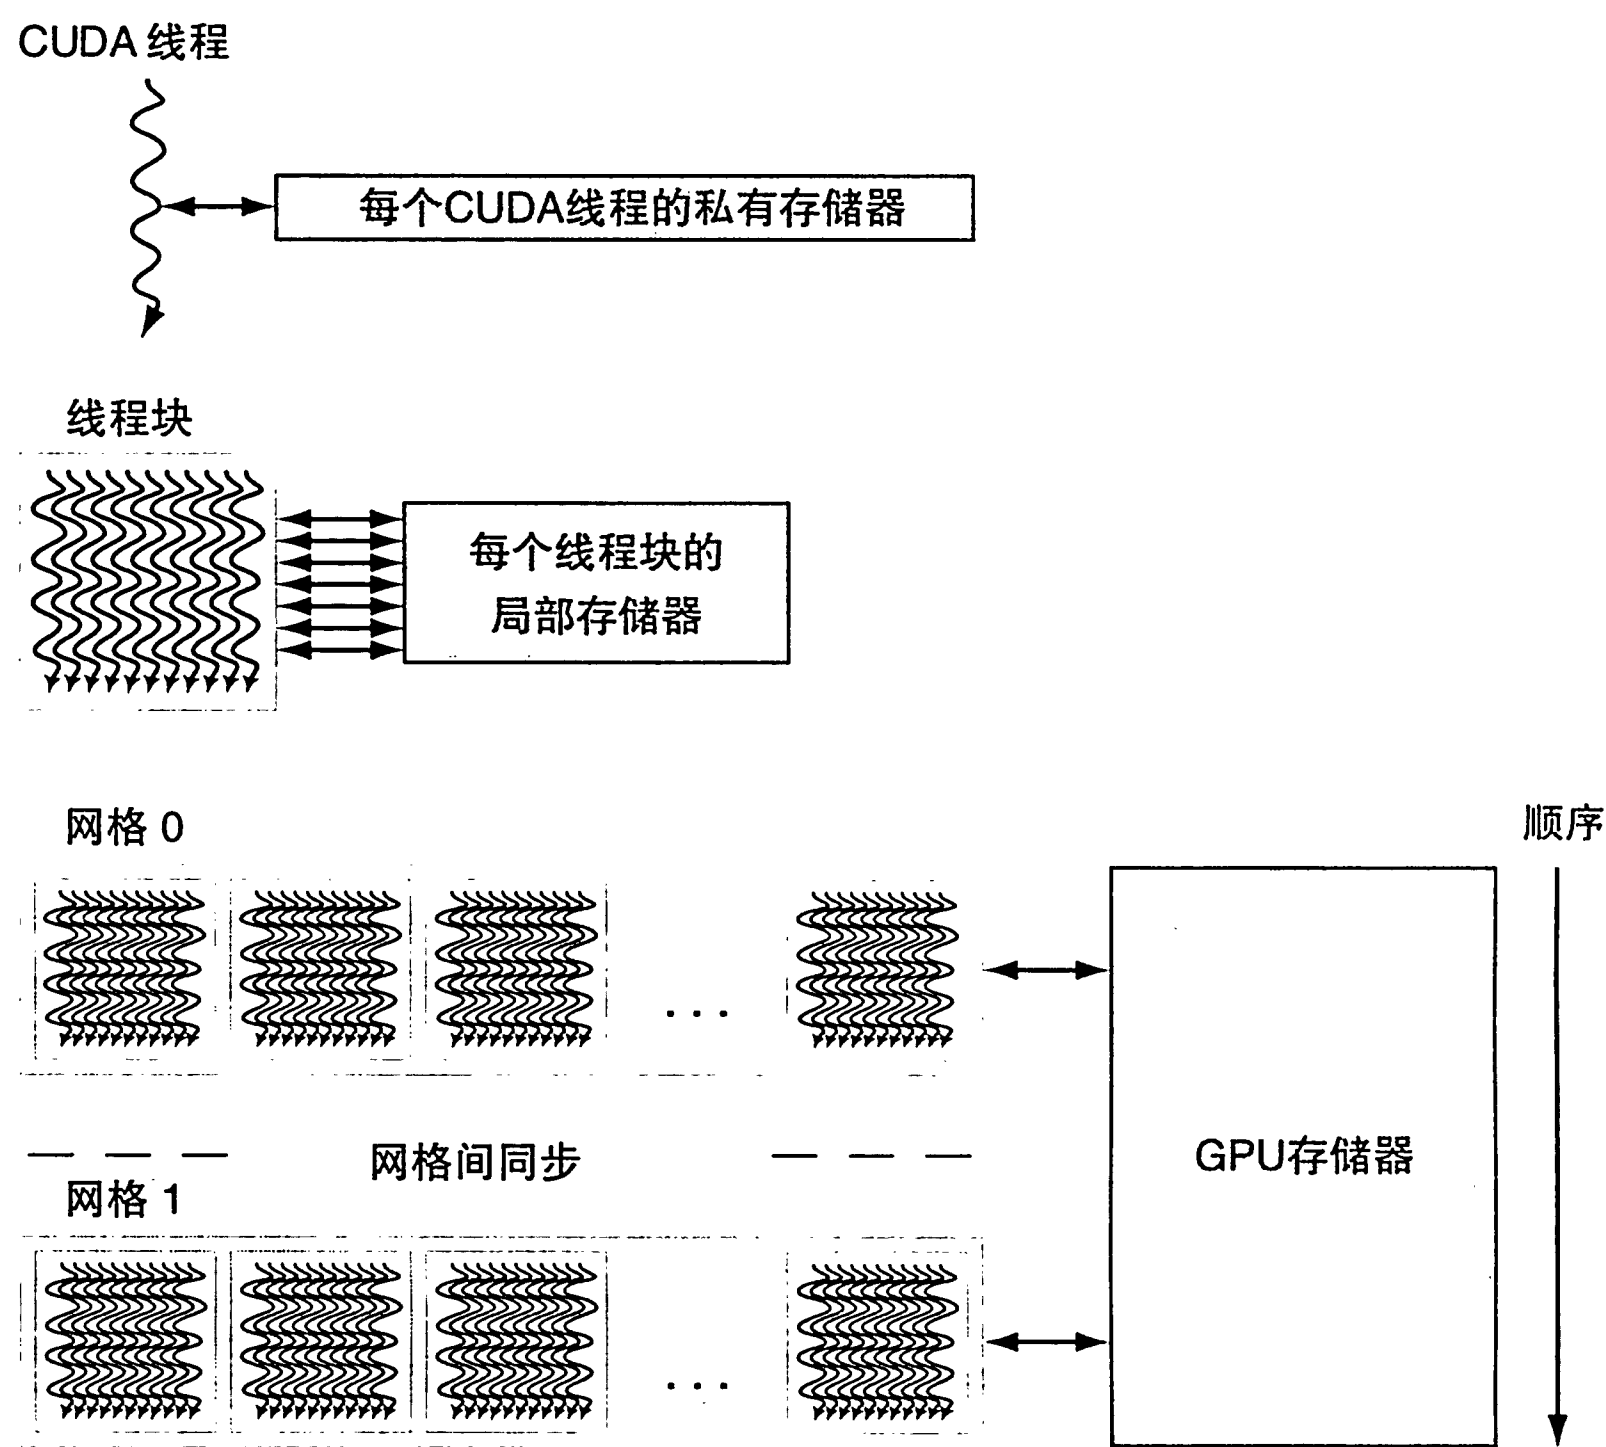 CUDA 线程
每个CUDA线程的私有存储器
线程块
每个线程块的
局部存储器
网格 0
顺序
...
网格间同步
GPU存储器
网格 1
...